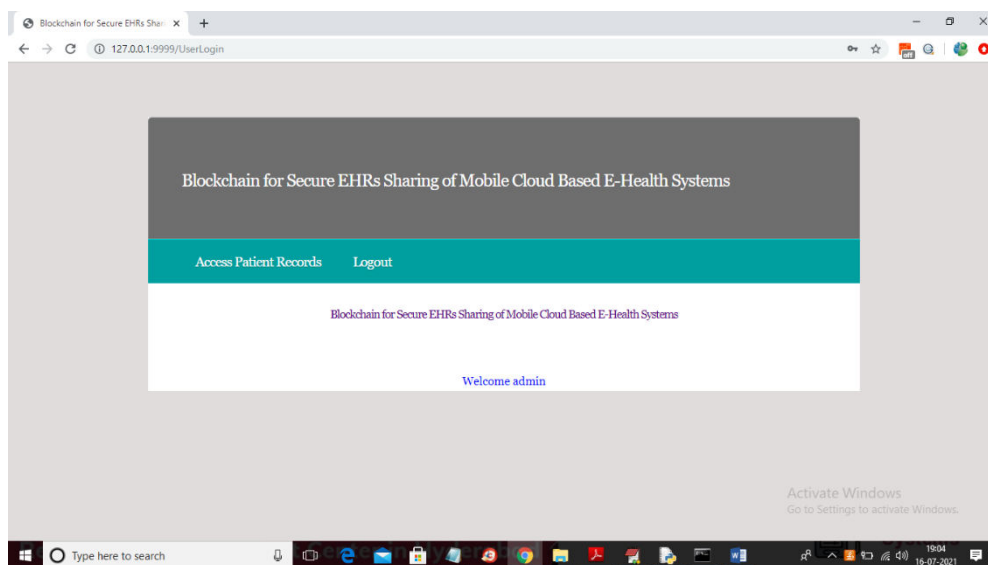 Blockchain for Secure EHRs Shar
127.0.0.1:9999/UserLogin
Blockchain for Secure EHRs Sharing of Mobile Cloud Based E-Health Systems
Access Patient Records Logout
Blockchain for Secure EHRs Sharing of Mobile Cloud Based E-Health Systems
Welcome admin
Activate Windows
Go to Settings to activate Windows.
Type here to search
19:04
16-07-2021